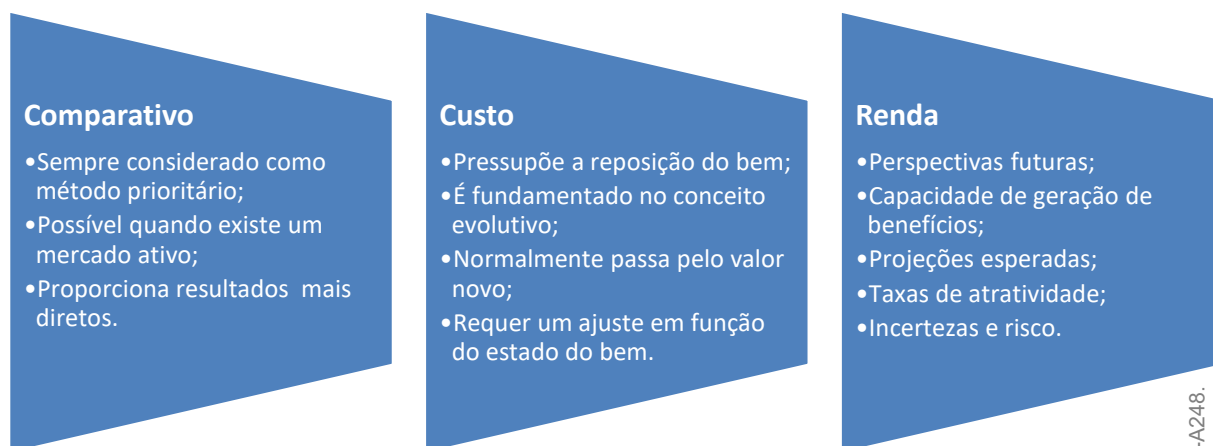 Comparativo
•Sempre considerado como
método prioritário;
•Possível quando existe um
mercado ativo;
•Proporciona resultados mais
diretos.
Custo
•Pressupõe a reposição do bem;
•É fundamentado no conceito
evolutivo;
•Normalmente passa pelo valor
novo;
•Requer um ajuste em função
do estado do bem.
Renda
•Perspectivas futuras;
•Capacidade de geração de
benefícios;
•Projeções esperadas;
•Taxas de atratividade;
•Incertezas e risco.
-A248.